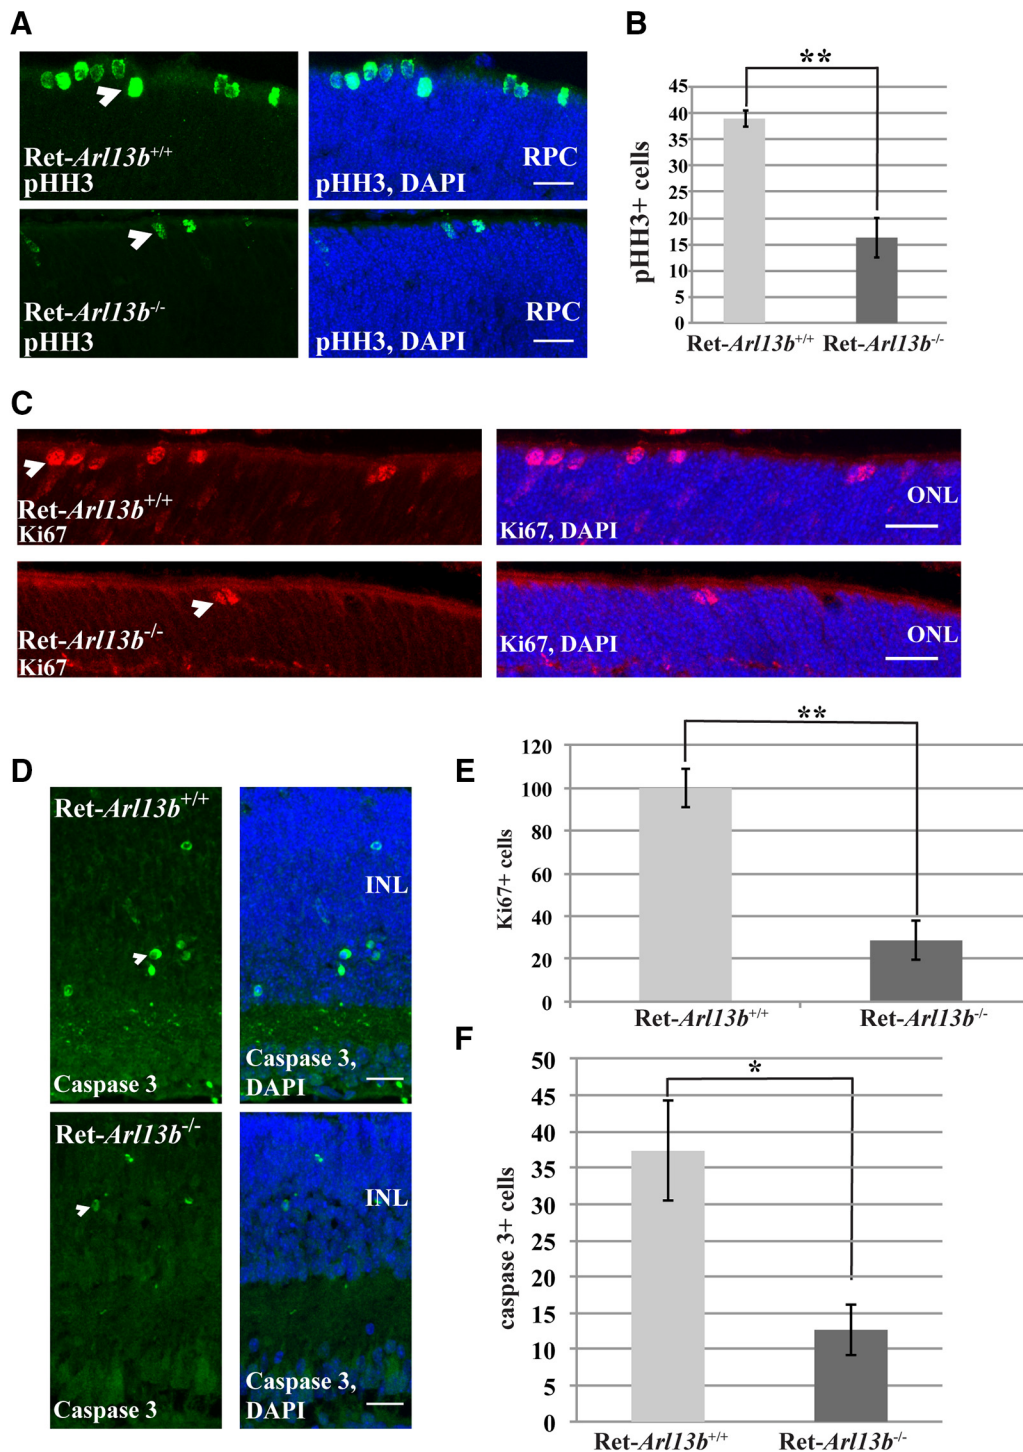 A
Ret-Arl13b+/+
pHH3
pHH3, DAPI
RPC
Ret-Arl13b-/-
pHH3
pHH3, DAPI
RPC
B
**
pHH3+ cells
45
40
35
30
25
20
15
10
5
0
Ret-Arl13b+/+ Ret-Arl13b-/-
C
Ret-Arl13b+/+
Ki67
Ki67, DAPI
ONL
Ret-Arl13b-/-
Ki67
Ki67, DAPI
ONL
D
Ret-Arl13b+/+
Caspase 3
INL
Caspase 3,
DAPI
Ret-Arl13b-/-
Caspase 3
INL
Caspase 3,
DAPI
E
**
Ki67+ cells
120
100
80
60
40
20
0
Ret-Arl13b+/+ Ret-Arl13b-/-
F
*
caspase 3+ cells
50
45
40
35
30
25
20
15
10
5
0
Ret-Arl13b+/+ Ret-Arl13b-/-